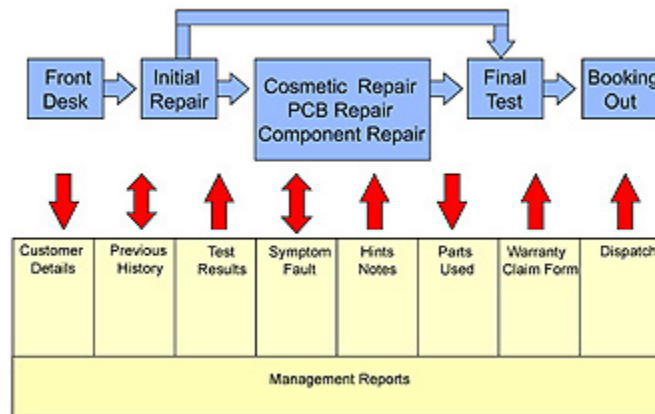 Front
Desk
Initial
Repair
Cosmetic Repair
PCB Repair
Component Repair
Final
Test
Booking
Out
Customer
Details
Previous
History
Test
Results
Symptom
Fault
Hints
Notes
Parts
Used
Warranty
Claim Form
Dispatch
Management Reports